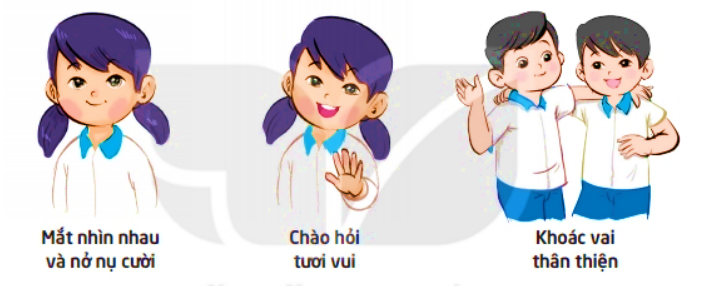 Mắt nhìn nhau
và nở nụ cười
Chào hỏi
tươi vui
Khoác vai
thân thiện